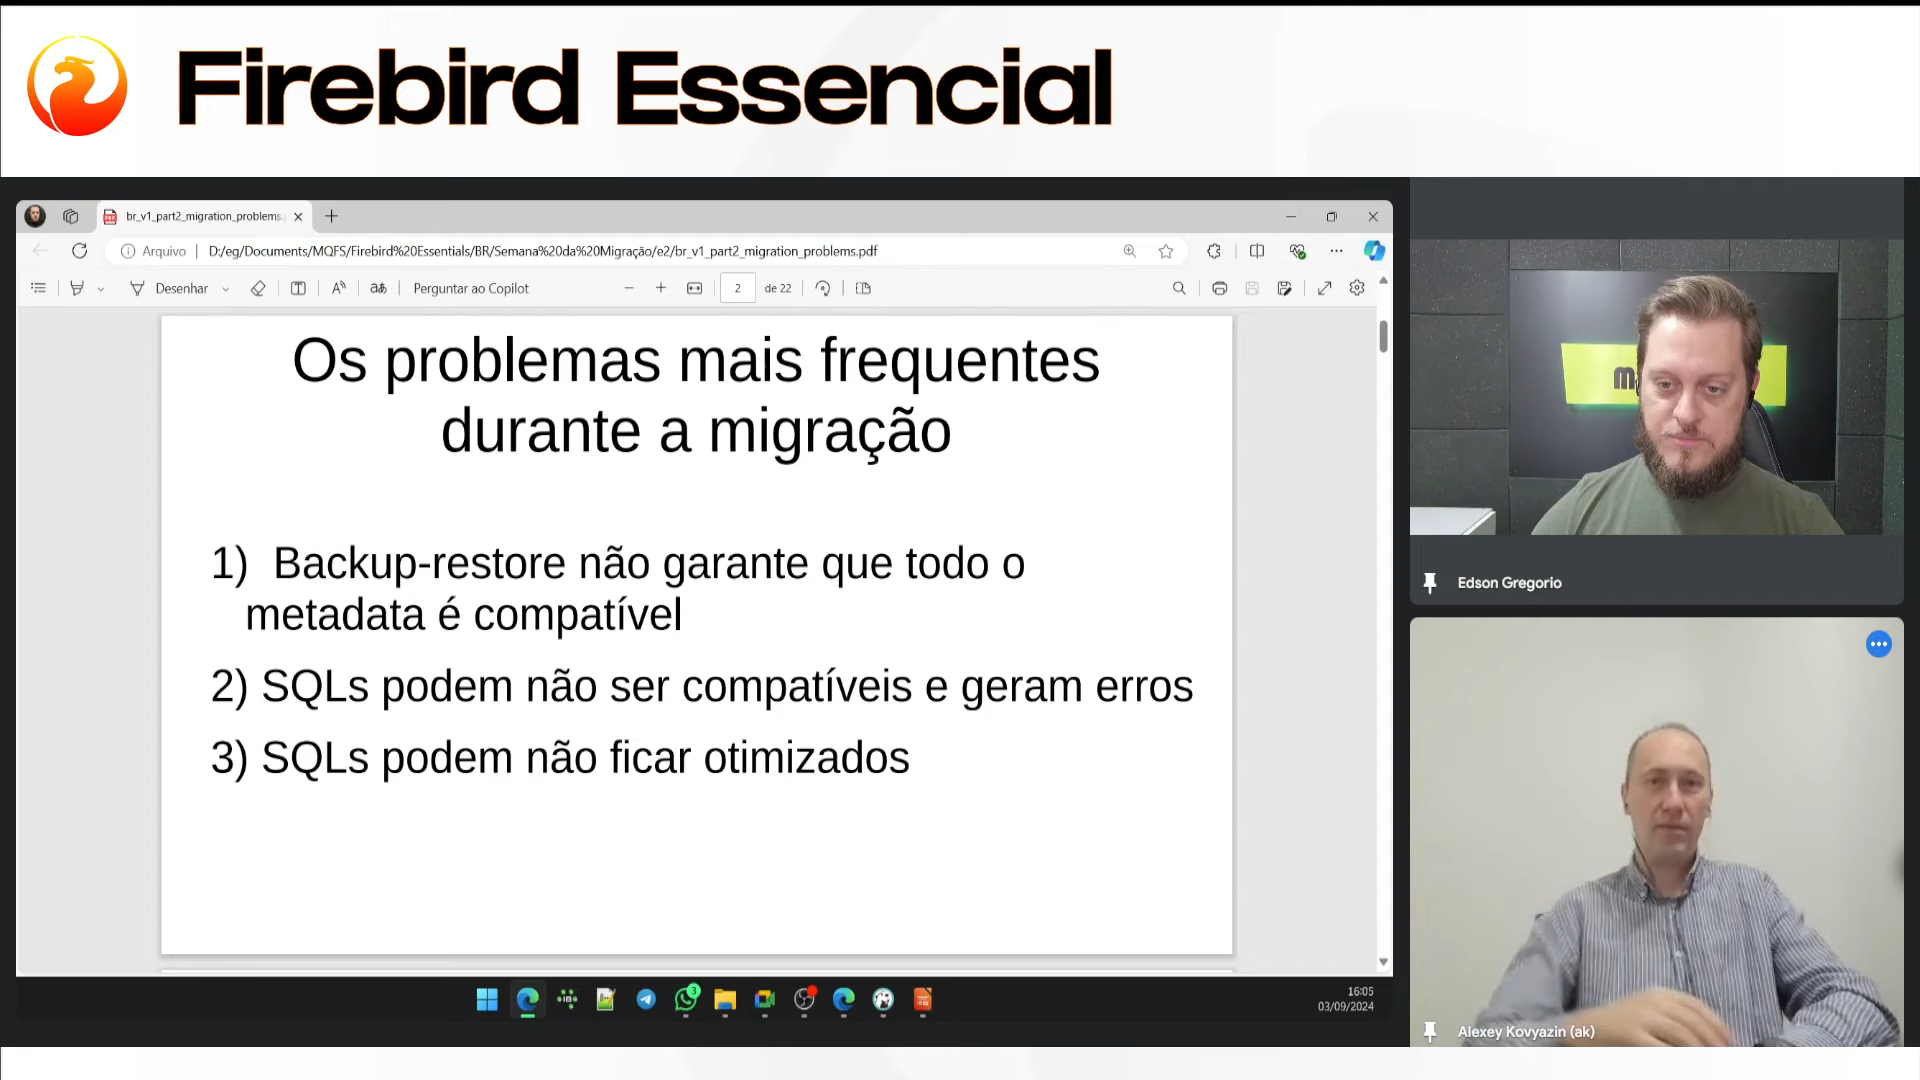 Firebird Essencial
br_v1_part2_migration_problems.
Arquivo
D:/eg/Documents/MQFS/Firebird%20Essentials/BR/Semana%20da%20Migração/e2/br_v1_part2_migration_problems.pdf
Desenhar
Perguntar ao Copilot
2
de 22
Os problemas mais frequentes
durante a migração
1) Backup-restore não garante que todo o
metadata é compatível
2) SQLs podem não ser compatíveis e geram erros
3) SQLs podem não ficar otimizados
3
16:05
03/09/2024
Edson Gregorio
Alexey Kovyazin (ak)